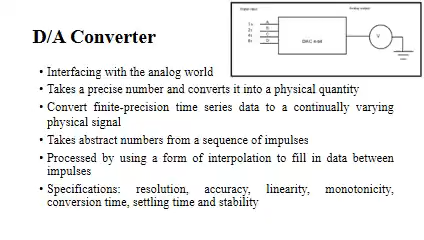 Analog output
D/A Converter
A
B
C
D
V
• Interfacing with the analog world
• Takes a precise number and converts it into a physical quantity
• Convert finite-precision time series data to a continually varying
physical signal
• Takes abstract numbers from a sequence of impulses
• Processed by using a form of interpolation to fill in data between
impulses
• Specifications: resolution, accuracy, linearity, monotonicity,
conversion time, settling time and stability